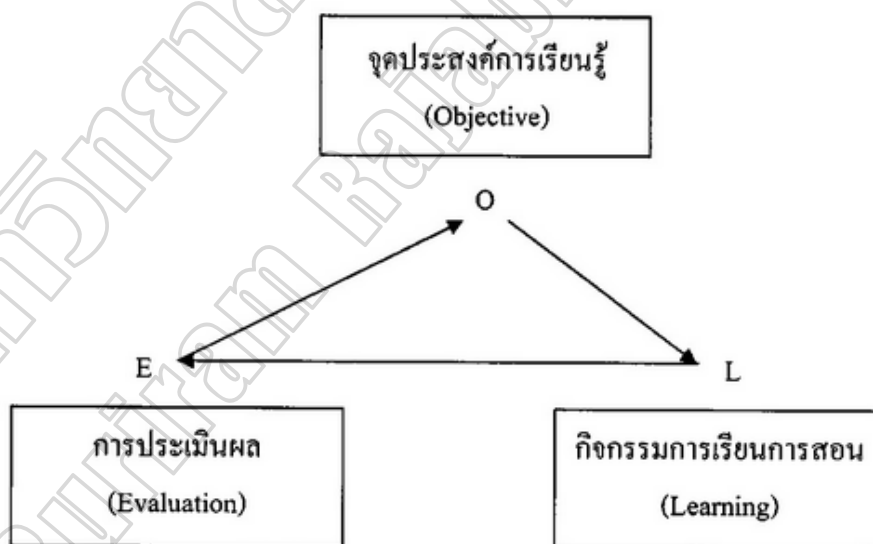 จุดประสงค์การเรียนรู้
(Objective)
O
E
L
การประเมินผล
(Evaluation)
กิจกรรมการเรียนการสอน
(Learning)
Buriram Rajab